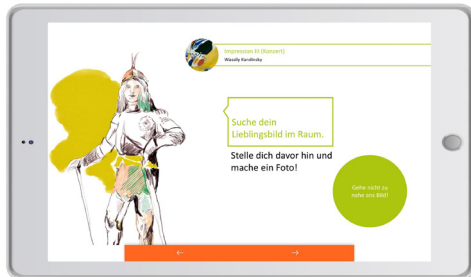 Impression III (Konzert)
Wassily Kandinsky
Suche dein
Lieblingsbild im Raum.
Stelle dich davor hin und
mache ein Foto!
Gehe nicht zu
nahe ans Bild!
← →